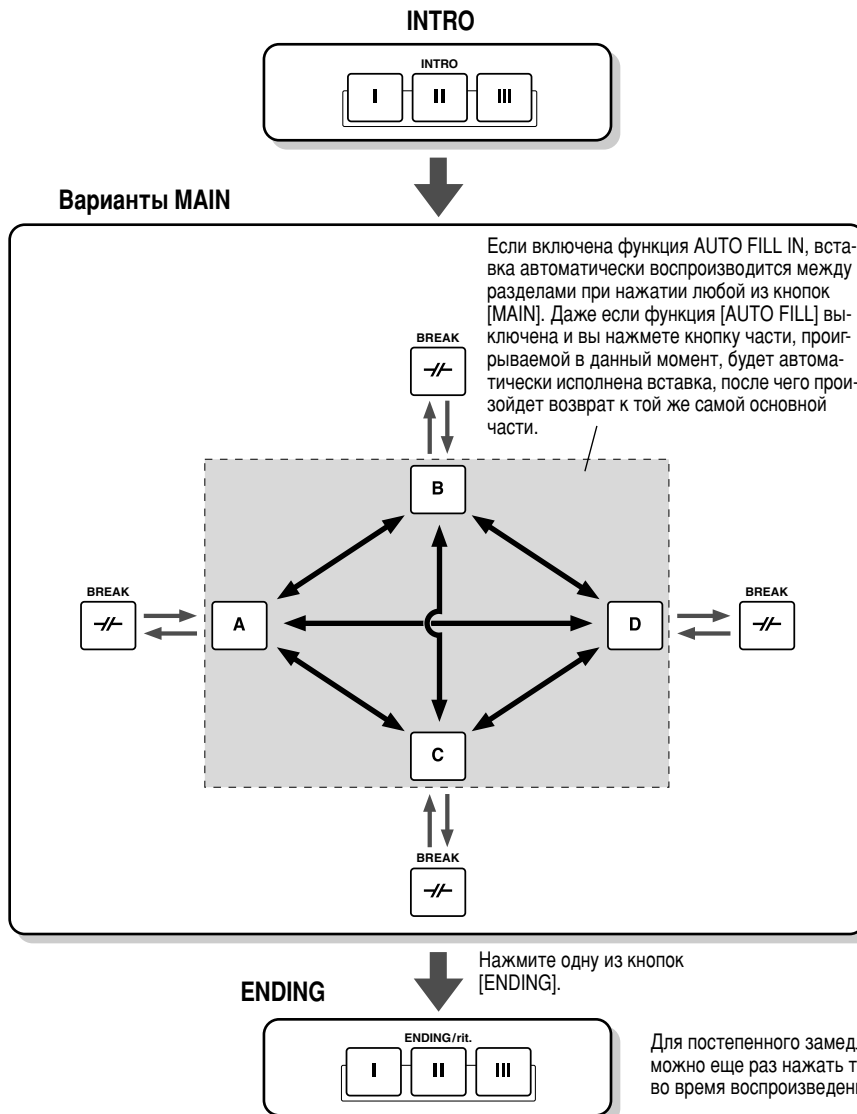 INTRO
INTRO
I II III
Варианты MAIN
Если включена функция AUTO FILL IN, вста-
вка автоматически воспроизводится между
разделами при нажатии любой из кнопок
[MAIN]. Даже если функция [AUTO FILL] вы-
ключена и вы нажмете кнопку части, проиг-
рываемой в данный момент, будет автома-
тически исполнена вставка, после чего прои-
зойдет возврат к той же самой основной
части.
BREAK
B
BREAK
A
D
BREAK
C
BREAK
Нажмите одну из кнопок
[ENDING].
ENDING
ENDING/rit.
I II III
Для постепенного
можно еще раз нажать
во время